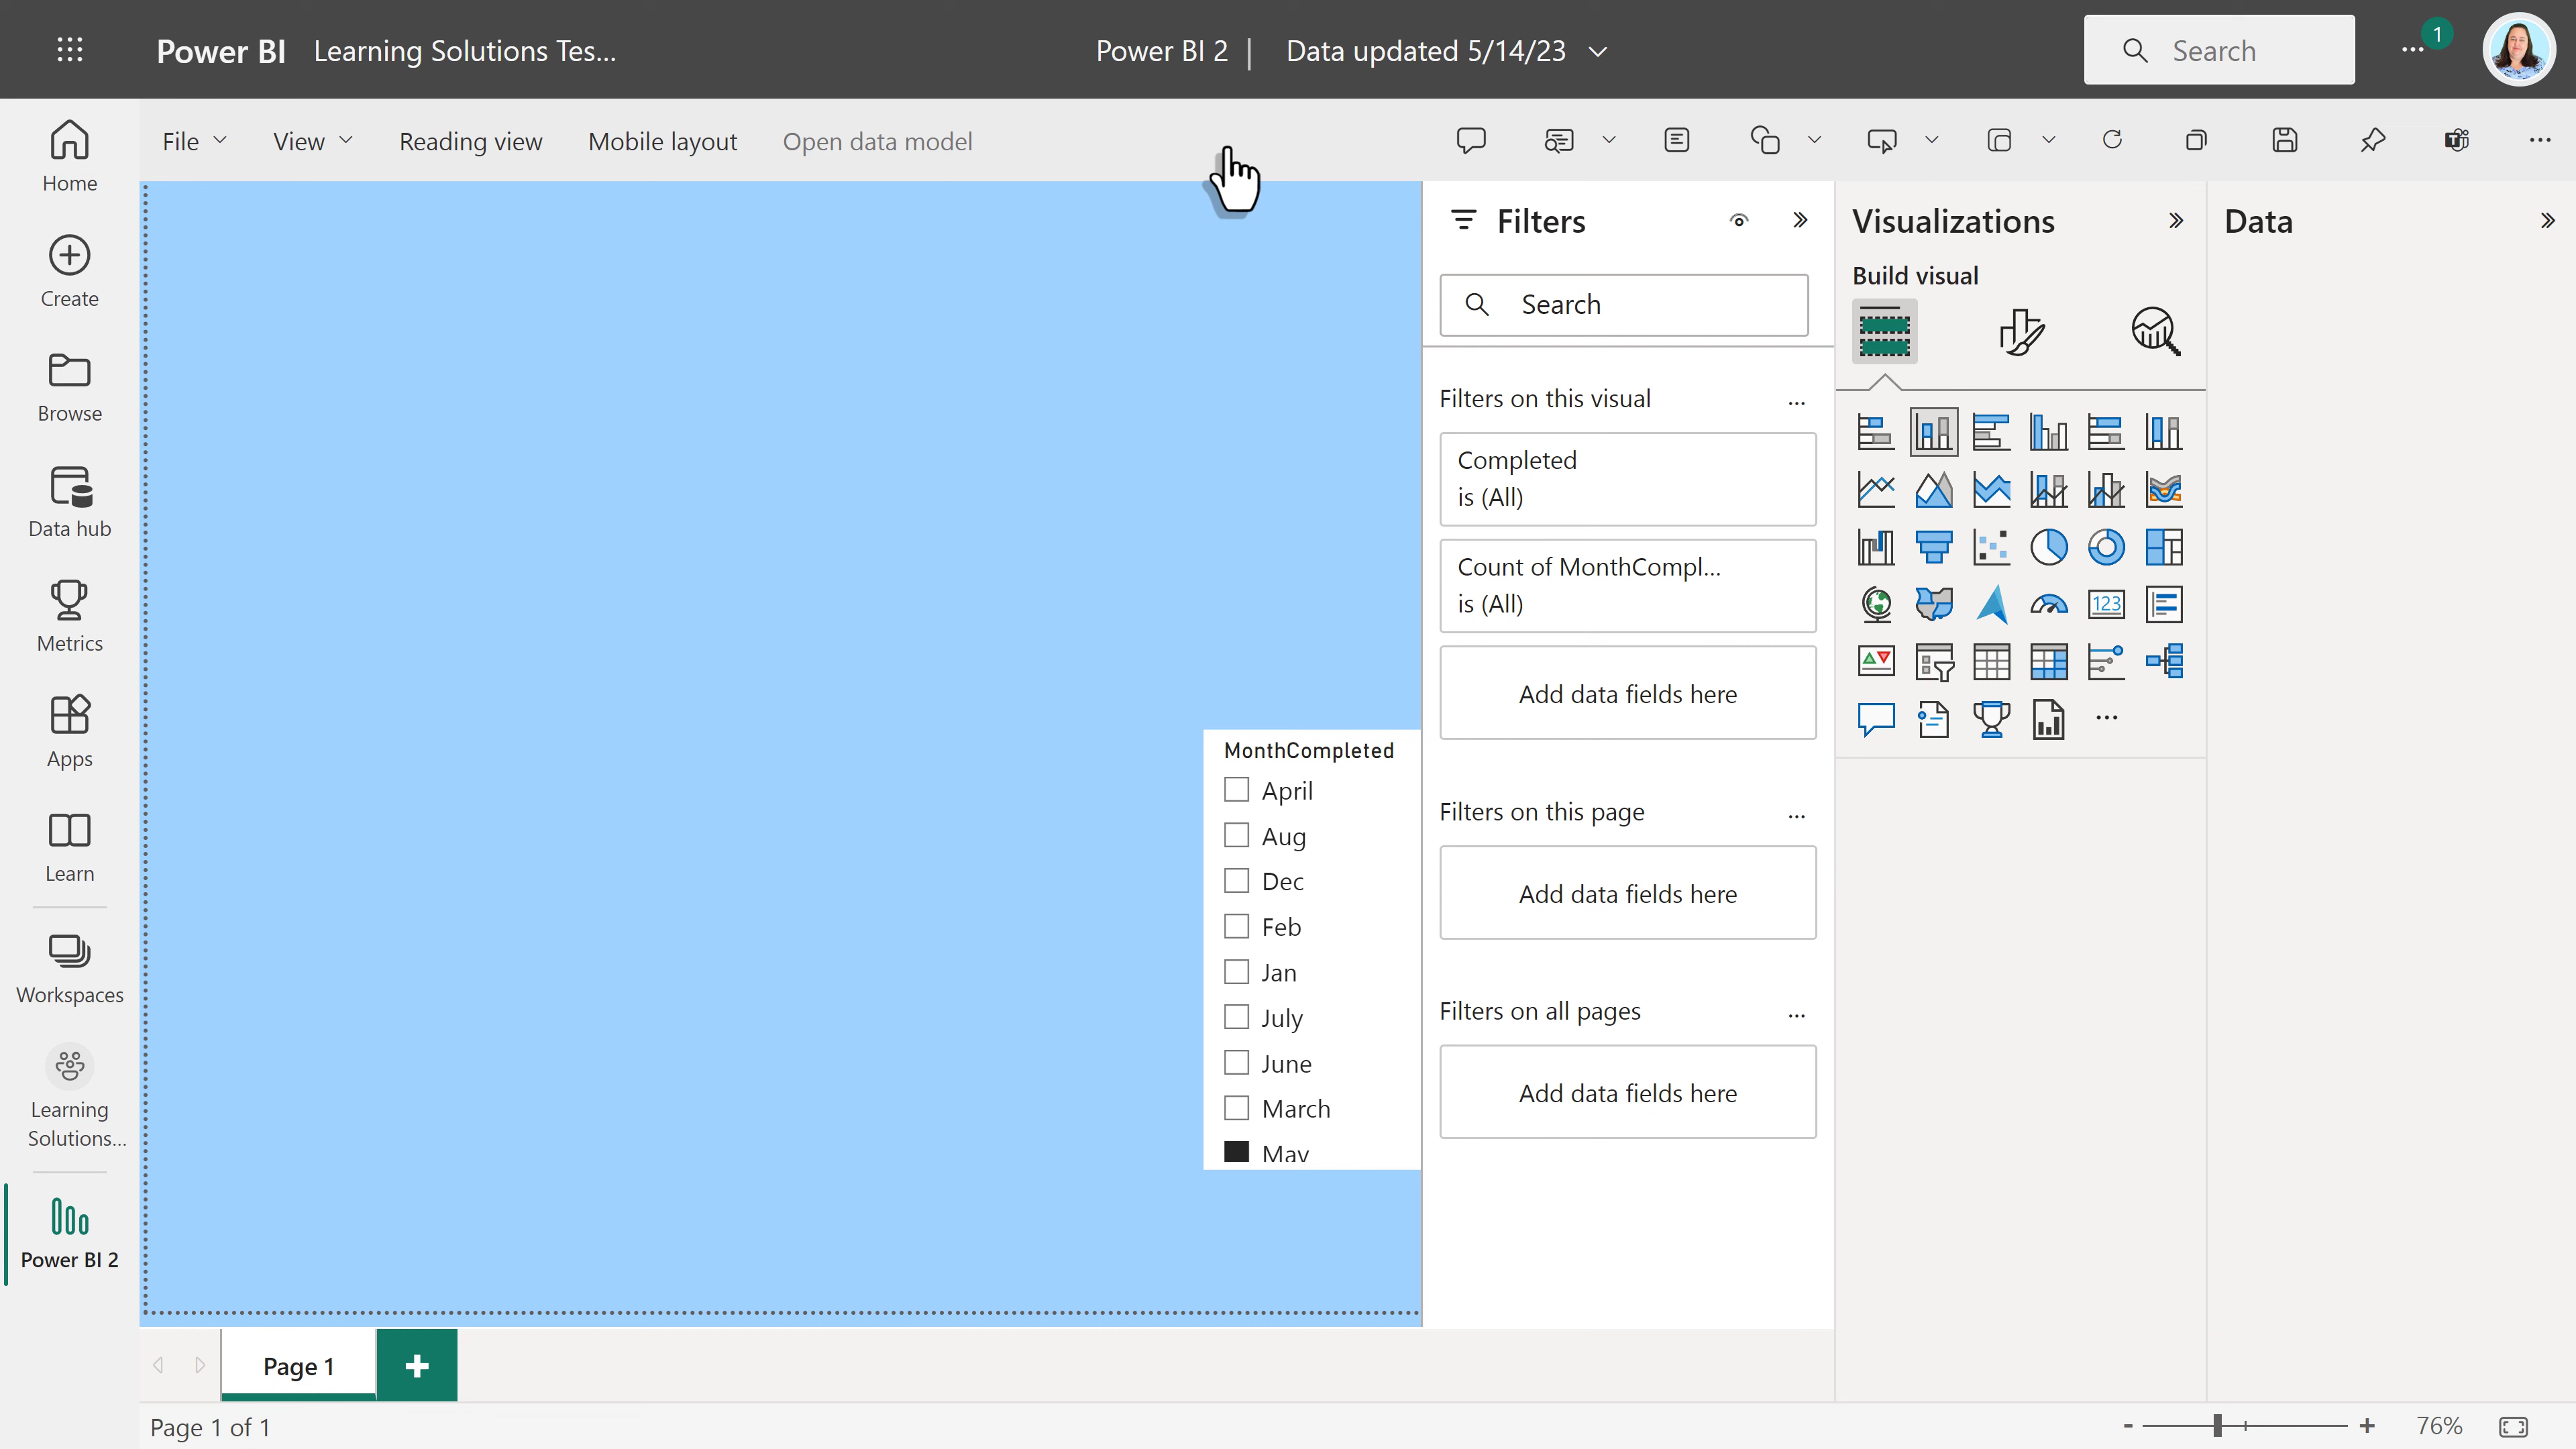 Power BI Learning Solutions Tes...
Power BI 2 | Data updated 5/14/23
Search
... 1
File View Reading view Mobile layout Open data model
Home
Create
Browse
Data hub
Metrics
Apps
Learn
Workspaces
Learning
Solutions...
Power BI 2
MonthCompleted
April
Aug
Dec
Feb
Jan
July
June
March
May
Filters
Search
Filters on this visual ...
Completed
is (All)
Count of MonthCompl...
is (All)
Add data fields here
Filters on this page ...
Add data fields here
Filters on all pages ...
Add data fields here
Visualizations
Build visual
123
...
Data
Page 1 +
Page 1 of 1
- + 76%